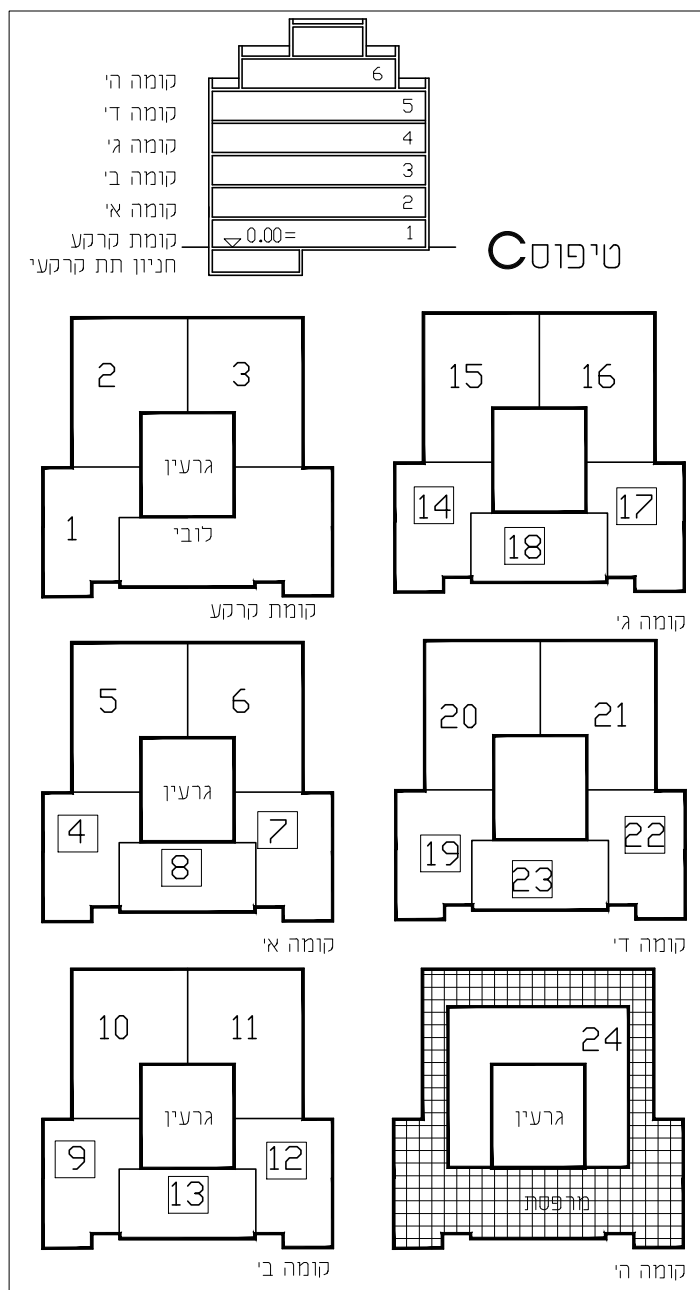 6
קומה ה'
5
קומה ד'
4
קומה ג'
3
קומה ב'
2
קומה א'
1
0.00=
קומת קרקע
חניון תת קרקעי
טיפוס C
2 3
גרעין
1
לובי
קומת קרקע
15 16
14 17
18
קומה ג'
5 6
גרעין
4 7
8
קומה א'
20 21
19 22
23
קומה ד'
10 11
גרעין
9 12
13
קומה ב'
24
גרעין
מרפסת
קומה ה'